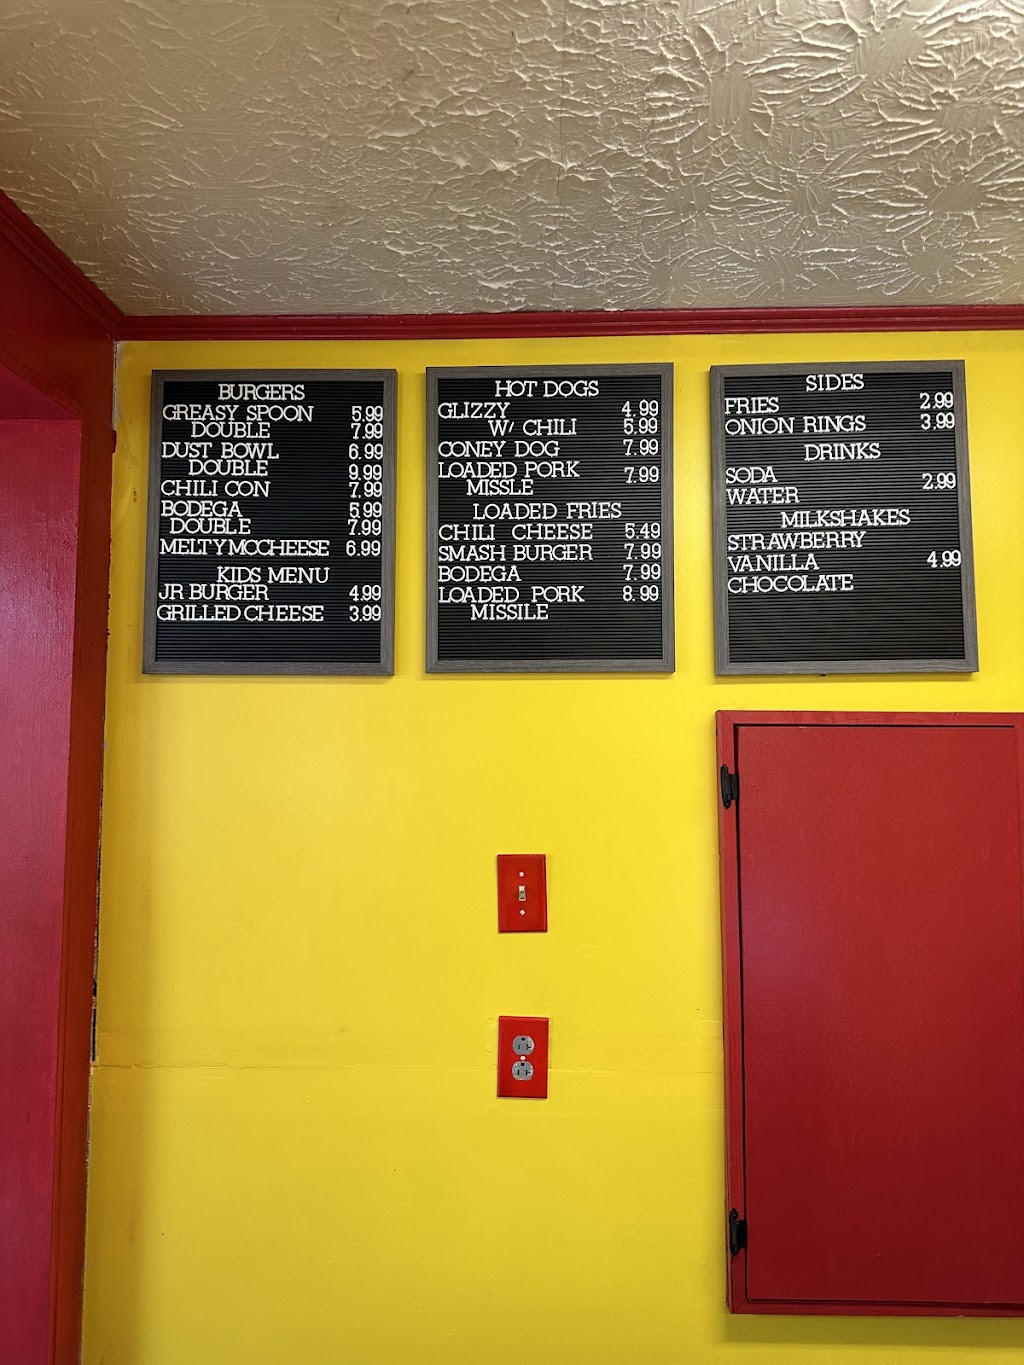 BURGERS
GREASY SPOON 5.99
DOUBLE 7.99
DUST BOWL 6.99
DOUBLE 9.99
CHILI CON 7.99
BODEGA 5.99
DOUBLE 7.99
MELTY MCCHEESE 6.99
KIDS MENU
JR BURGER 4.99
GRILLED CHEESE 3.99
HOT DOGS
GLIZZY 4.99
W/ CHILI 5.99
CONEY DOG 7.99
LOADED PORK 7.99
MISSLE
LOADED FRIES
CHILI CHEESE 5.49
SMASH BURGER 7.99
BODEGA 7.99
LOADED PORK 8.99
MISSILE
SIDES
FRIES 2.99
ONION RINGS 3.99
DRINKS
SODA 2.99
WATER
MILKSHAKES
STRAWBERRY
VANILLA 4.99
CHOCOLATE